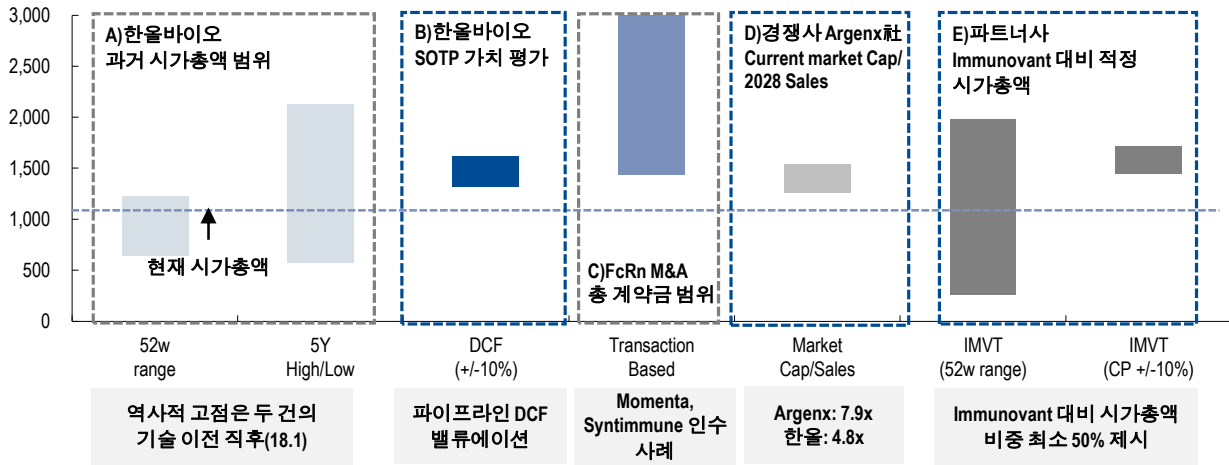 3,000
2,500
2,000
1,500
1,000
500
0
A)한올바이오
과거 시가총액 범위
현재 시가총액
B)한올바이오
SOTP 가치 평가
C)FcRn M&A
총 계약금 범위
D)경쟁사 Argenx社
Current market Cap/
2028 Sales
E)파트너사
Immunovant 대비 적정
시가총액
52w
range
5Y
High/Low
DCF
(+/-10%)
Transaction
Based
Market
Cap/Sales
IMVT
(52w range)
IMVT
(CP +/-10%)
역사적 고점은 두 건의
기술 이전 직후(18.1)
파이프라인 DCF
밸류에이션
Momenta,
Syntimmune 인수
사례
Argenx: 7.9x
한올: 4.8x
Immunovant 대비 시가총액
비중 최소 50% 제시